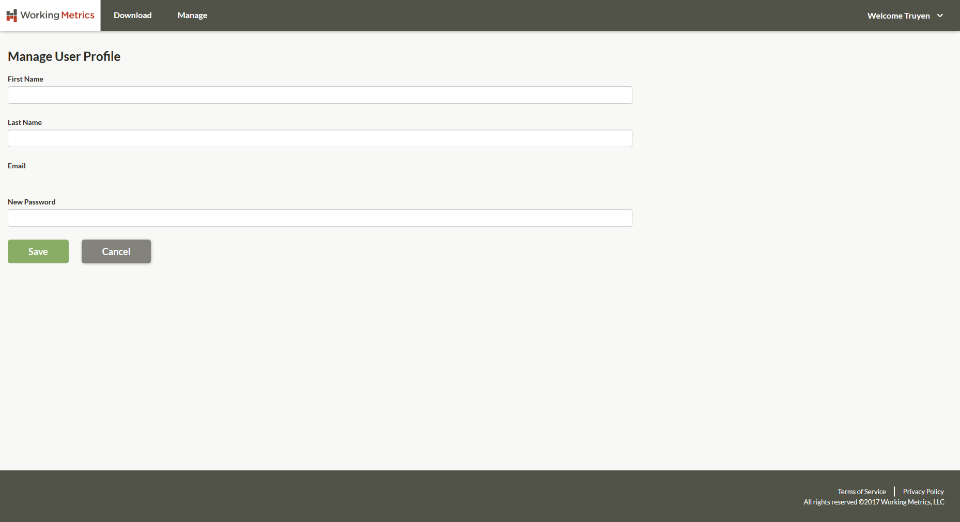 Working Metrics Download Manage Welcome Truyen
Manage User Profile
First Name
Last Name
Email
New Password
Save Cancel
Terms of Service Privacy Policy
All rights reserved ©2017 Working Metrics, LLC